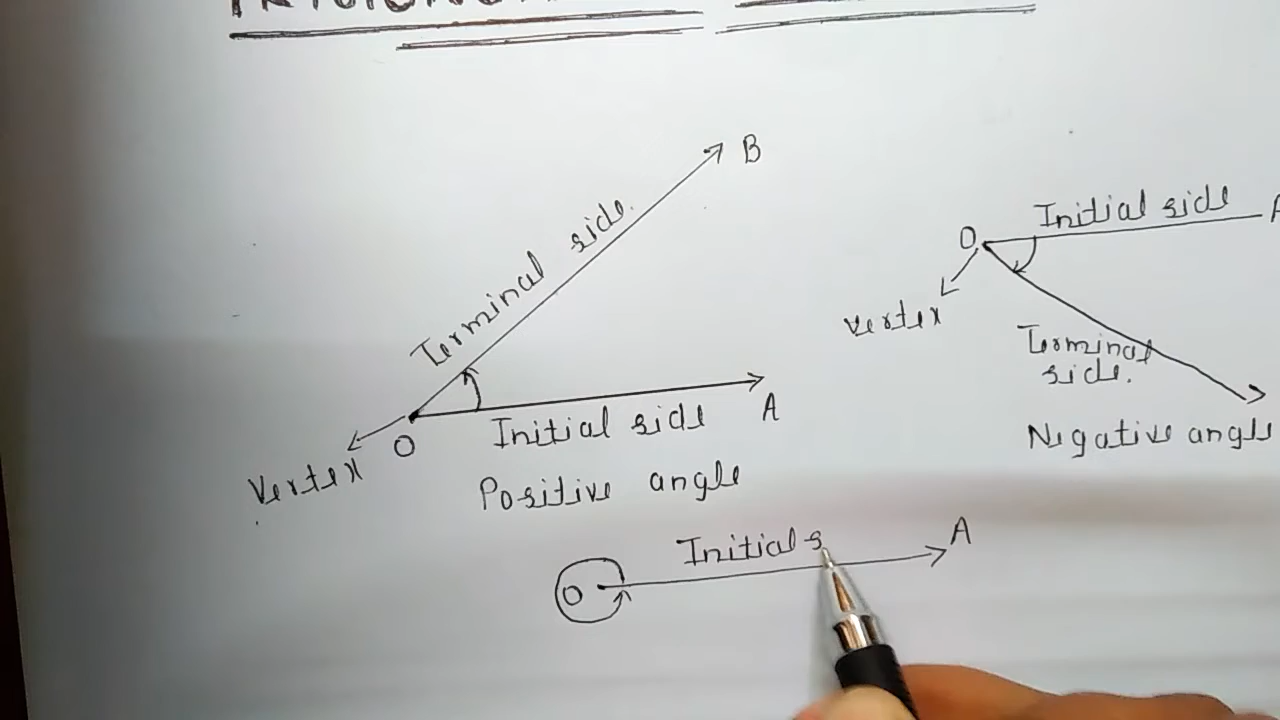 B
Terminal side.
A
Initial side
O
Vertex
Positive angle
Initial side
O
Vertex
Terminal
side.
Negative angle
A
Initial s
O